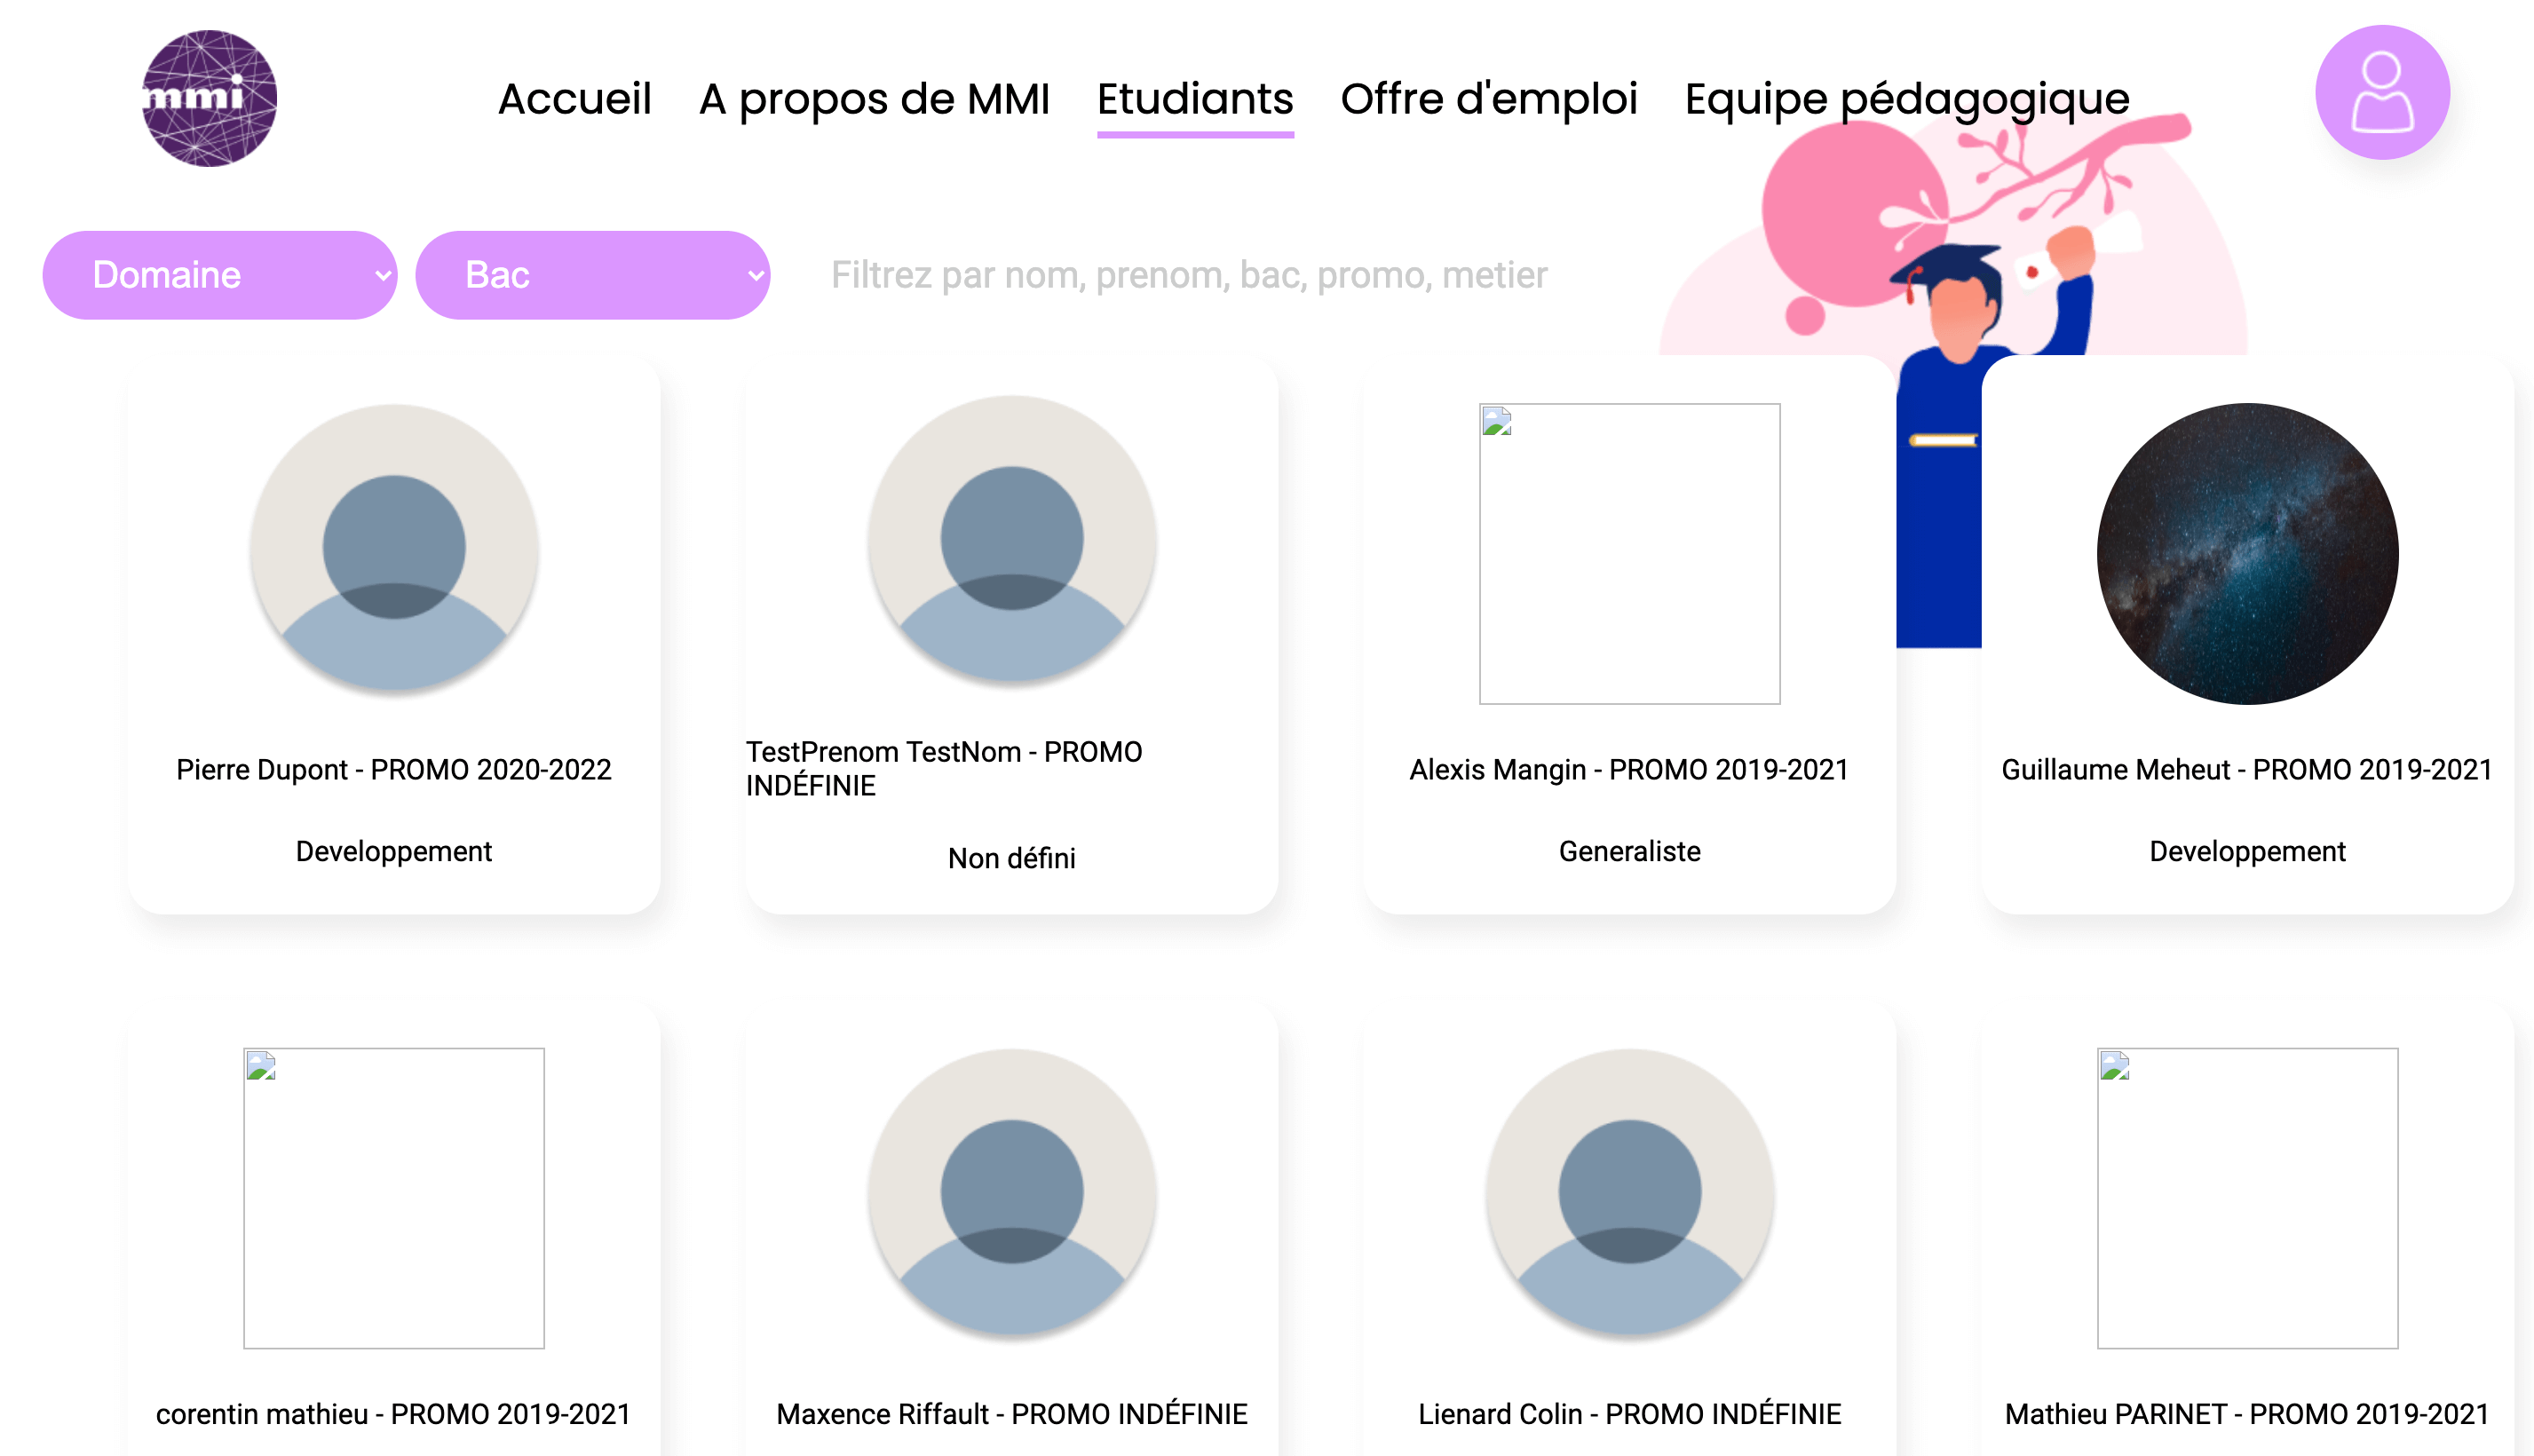 mmi
Accueil
A propos de MMI
Etudiants
Offre d'emploi
Equipe pédagogique
Domaine
Bac
Filtrez par nom, prenom, bac, promo, metier
Pierre Dupont - PROMO 2020-2022
Developpement
TestPrenom TestNom - PROMO
INDÉFINIE
Non défini
Alexis Mangin - PROMO 2019-2021
Generaliste
Guillaume Meheut - PROMO 2019-2021
Developpement
corentin mathieu - PROMO 2019-2021
Maxence Riffault - PROMO INDÉFINIE
Lienard Colin - PROMO INDÉFINIE
Mathieu PARINET - PROMO 2019-2021